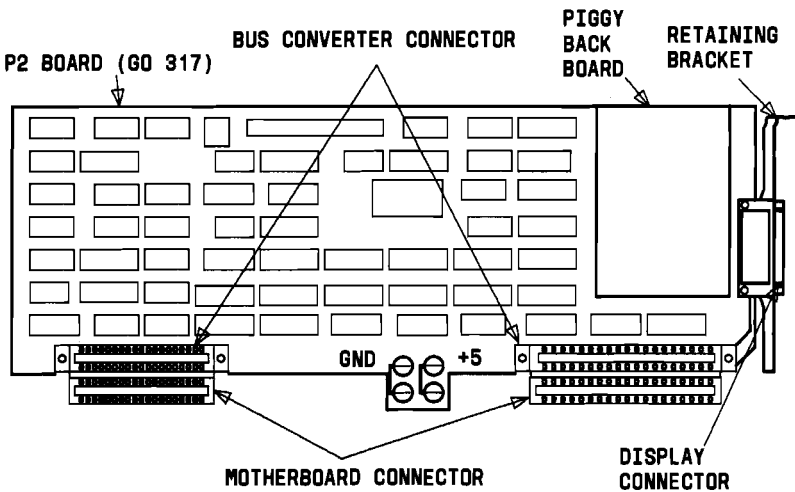 P2 BOARD (GO 317)
BUS CONVERTER CONNECTOR
PIGGY
BACK
BOARD
RETAINING
BRACKET
GND
+5
MOTHERBOARD CONNECTOR
DISPLAY
CONNECTOR